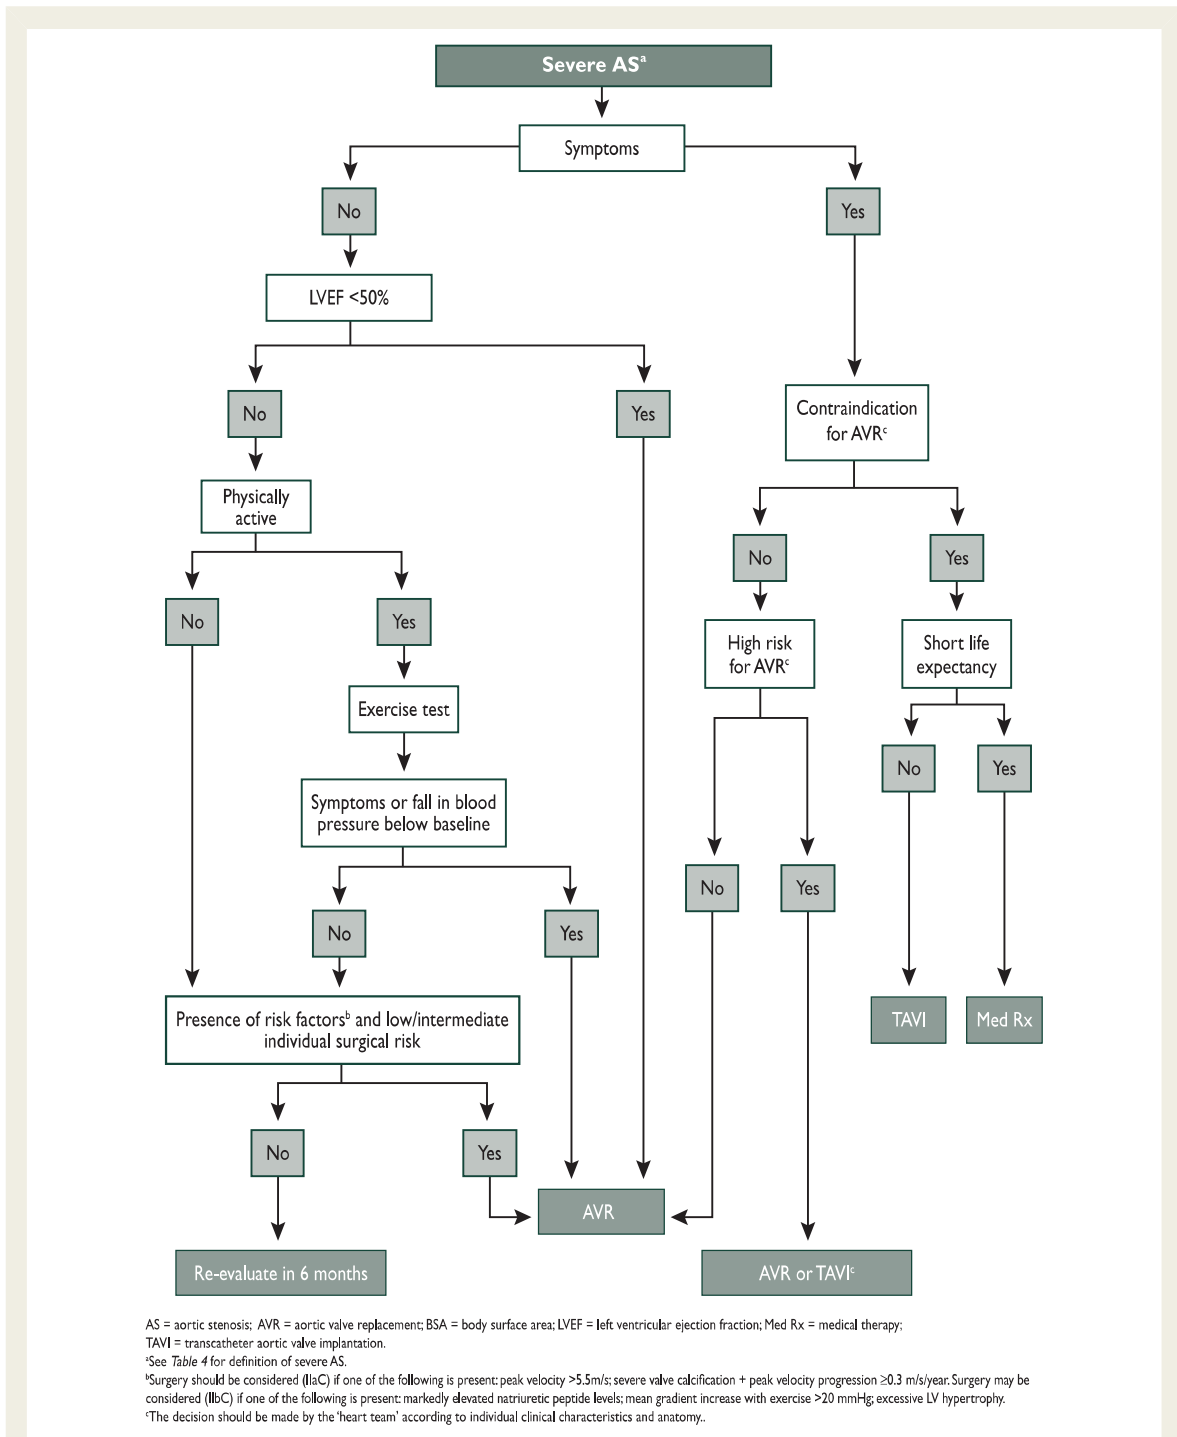 Severe ASᵃ
Symptoms
No
Yes
LVEF <50%
No
Yes
Contraindication
for AVRᶜ
Physically
active
No
Yes
No
Yes
High risk
for AVRᶜ
Short life
expectancy
Exercise test
No
Yes
Symptoms or fall in blood
pressure below baseline
No
Yes
No
Yes
Presence of risk factorsᵇ and low/intermediate
individual surgical risk
TAVI
Med Rx
No
Yes
AVR
Re-evaluate in 6 months
AVR or TAVIᶜ
AS = aortic stenosis; AVR = aortic valve replacement; BSA = body surface area; LVEF = left ventricular ejection fraction; Med Rx = medical therapy;
TAVI = transcatheter aortic valve implantation.
ᵃSee Table 4 for definition of severe AS.
ᵇSurgery should be considered (IIaC) if one of the following is present: peak velocity >5.5m/s; severe valve calcification + peak velocity progression ≥0.3 m/s/year. Surgery may be
considered (IIbC) if one of the following is present: markedly elevated natriuretic peptide levels; mean gradient increase with exercise >20 mmHg; excessive LV hypertrophy.
ᶜThe decision should be made by the ‘heart team’ according to individual clinical characteristics and anatomy..